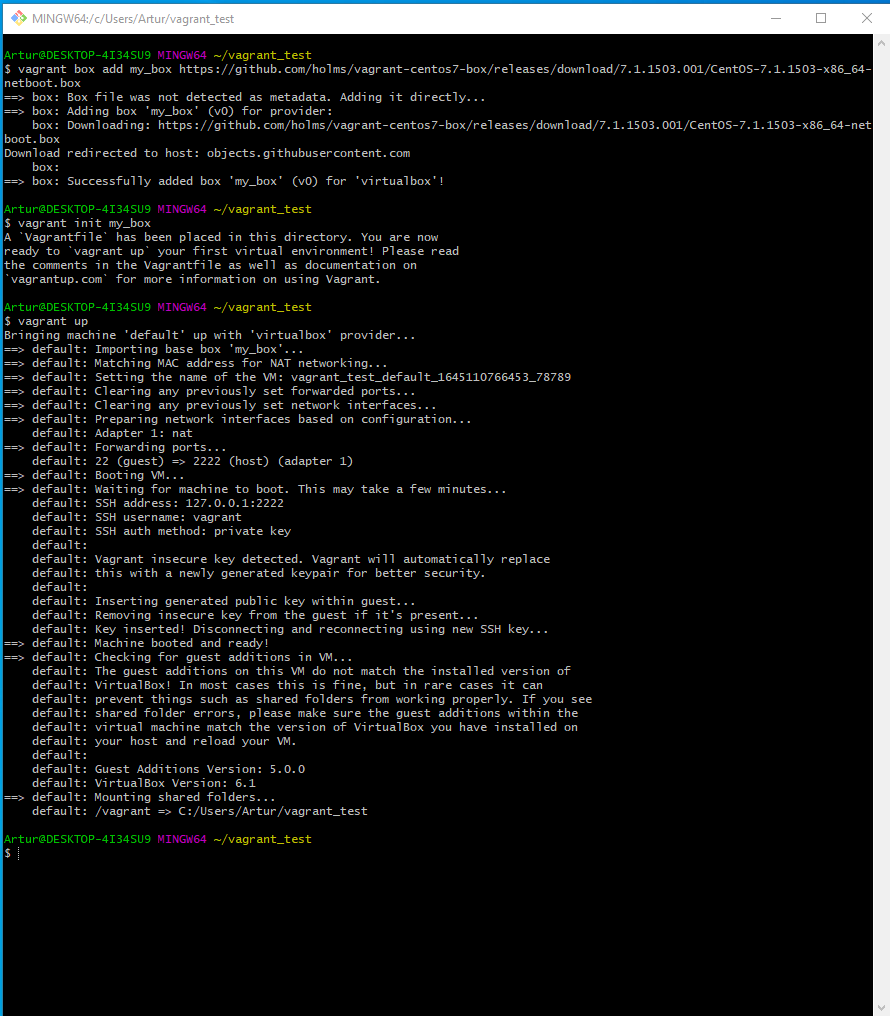 MINGW64:/c/Users/Artur/vagrant_test
Artur@DESKTOP-4I34SU9 MINGW64 ~/vagrant_test
$ vagrant box add my_box https://github.com/holms/vagrant-centos7-box/releases/download/7.1.1503.001/CentOS-7.1.1503-x86_64-
netboot.box
==> box: Box file was not detected as metadata. Adding it directly...
==> box: Adding box 'my_box' (v0) for provider:
    box: Downloading: https://github.com/holms/vagrant-centos7-box/releases/download/7.1.1503.001/CentOS-7.1.1503-x86_64-net
boot.box
Download redirected to host: objects.githubusercontent.com
    box:
==> box: Successfully added box 'my_box' (v0) for 'virtualbox'!
Artur@DESKTOP-4I34SU9 MINGW64 ~/vagrant_test
$ vagrant init my_box
A `Vagrantfile` has been placed in this directory. You are now
ready to `vagrant up` your first virtual environment! Please read
the comments in the Vagrantfile as well as documentation on
`vagrantup.com` for more information on using Vagrant.
Artur@DESKTOP-4I34SU9 MINGW64 ~/vagrant_test
$ vagrant up
Bringing machine 'default' up with 'virtualbox' provider...
==> default: Importing base box 'my_box'...
==> default: Matching MAC address for NAT networking...
==> default: Setting the name of the VM: vagrant_test_default_1645110766453_78789
==> default: Clearing any previously set forwarded ports...
==> default: Clearing any previously set network interfaces...
==> default: Preparing network interfaces based on configuration...
    default: Adapter 1: nat
==> default: Forwarding ports...
    default: 22 (guest) => 2222 (host) (adapter 1)
==> default: Booting VM...
==> default: Waiting for machine to boot. This may take a few minutes...
    default: SSH address: 127.0.0.1:2222
    default: SSH username: vagrant
    default: SSH auth method: private key
    default:
    default: Vagrant insecure key detected. Vagrant will automatically replace
    default: this with a newly generated keypair for better security.
    default:
    default: Inserting generated public key within guest...
    default: Removing insecure key from the guest if it's present...
    default: Key inserted! Disconnecting and reconnecting using new SSH key...
==> default: Machine booted and ready!
==> default: Checking for guest additions in VM...
    default: The guest additions on this VM do not match the installed version of
    default: VirtualBox! In most cases this is fine, but in rare cases it can
    default: prevent things such as shared folders from working properly. If you see
    default: shared folder errors, please make sure the guest additions within the
    default: virtual machine match the version of VirtualBox you have installed on
    default: your host and reload your VM.
    default:
    default: Guest Additions Version: 5.0.0
    default: VirtualBox Version: 6.1
==> default: Mounting shared folders...
    default: /vagrant => C:/Users/Artur/vagrant_test
Artur@DESKTOP-4I34SU9 MINGW64 ~/vagrant_test
$